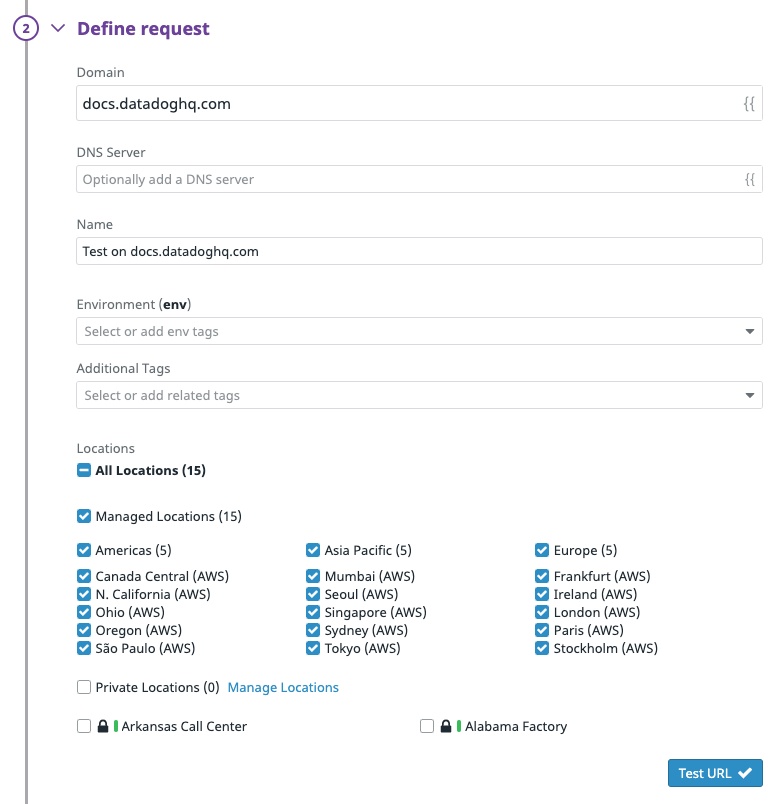 2 Define request
Domain
docs.datadoghq.com {{
DNS Server
Optionally add a DNS server {{
Name
Test on docs.datadoghq.com
Environment (env)
Select or add env tags
Additional Tags
Select or add related tags
Locations
All Locations (15)
Managed Locations (15)
Americas (5) Asia Pacific (5) Europe (5)
Canada Central (AWS) Mumbai (AWS) Frankfurt (AWS)
N. California (AWS) Seoul (AWS) Ireland (AWS)
Ohio (AWS) Singapore (AWS) London (AWS)
Oregon (AWS) Sydney (AWS) Paris (AWS)
São Paulo (AWS) Tokyo (AWS) Stockholm (AWS)
Private Locations (0) Manage Locations
Arkansas Call Center Alabama Factory
Test URL